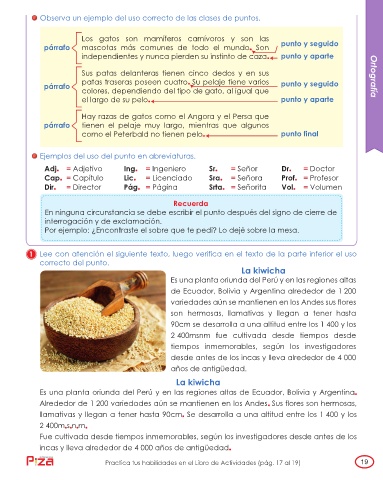 Observa un ejemplo del uso correcto de las clases de puntos.
Los gatos son mamíferos carnívoros y son las
párrafo mascotas más comunes de todo el mundo. Son punto y seguido
independientes y nunca pierden su instinto de caza. punto y aparte
Sus patas delanteras tienen cinco dedos y en sus
patas traseras poseen cuatro. Su pelaje tiene varios punto y seguido
párrafo colores, dependiendo del tipo de gato, al igual que
el largo de su pelo. punto y aparte
Hay razas de gatos como el Angora y el Persa que
párrafo tienen el pelaje muy largo, mientras que algunos
como el Peterbald no tienen pelo. punto final
Ortografía
Ejemplos del uso del punto en abreviaturas.
Adj. = Adjetivo Ing. = Ingeniero Sr. = Señor Dr. = Doctor
Cap. = Capítulo Lic. = Licenciado Sra. = Señora Prof. = Profesor
Dir. = Director Pág. = Página Srta. = Señorita Vol. = Volumen
Recuerda
En ninguna circunstancia se debe escribir el punto después del signo de cierre de
interrogación y de exclamación.
Por ejemplo: ¿Encontraste el sobre que te pedí? Lo dejé sobre la mesa.
1 Lee con atención el siguiente texto, luego verifica en el texto de la parte inferior el uso
correcto del punto.
La kiwicha
Es una planta oriunda del Perú y en las regiones altas
de Ecuador, Bolivia y Argentina alrededor de 1 200
variedades aún se mantienen en los Andes sus flores
son hermosas, llamativas y llegan a tener hasta
90cm se desarrolla a una altitud entre los 1 400 y los
2 400msnm fue cultivada desde tiempos desde
tiempos inmemorables, según los investigadores
desde antes de los incas y lleva alrededor de 4 000
años de antigüedad.
La kiwicha
Es una planta oriunda del Perú y en las regiones altas de Ecuador, Bolivia y Argentina.
Alrededor de 1 200 variedades aún se mantienen en los Andes. Sus flores son hermosas,
llamativas y llegan a tener hasta 90cm. Se desarrolla a una altitud entre los 1 400 y los
2 400m.s.n.m.
Fue cultivada desde tiempos inmemorables, según los investigadores desde antes de los
incas y lleva alrededor de 4 000 años de antigüedad.
Practica tus habilidades en el Libro de Actividades (pág. 17 al 19)
19